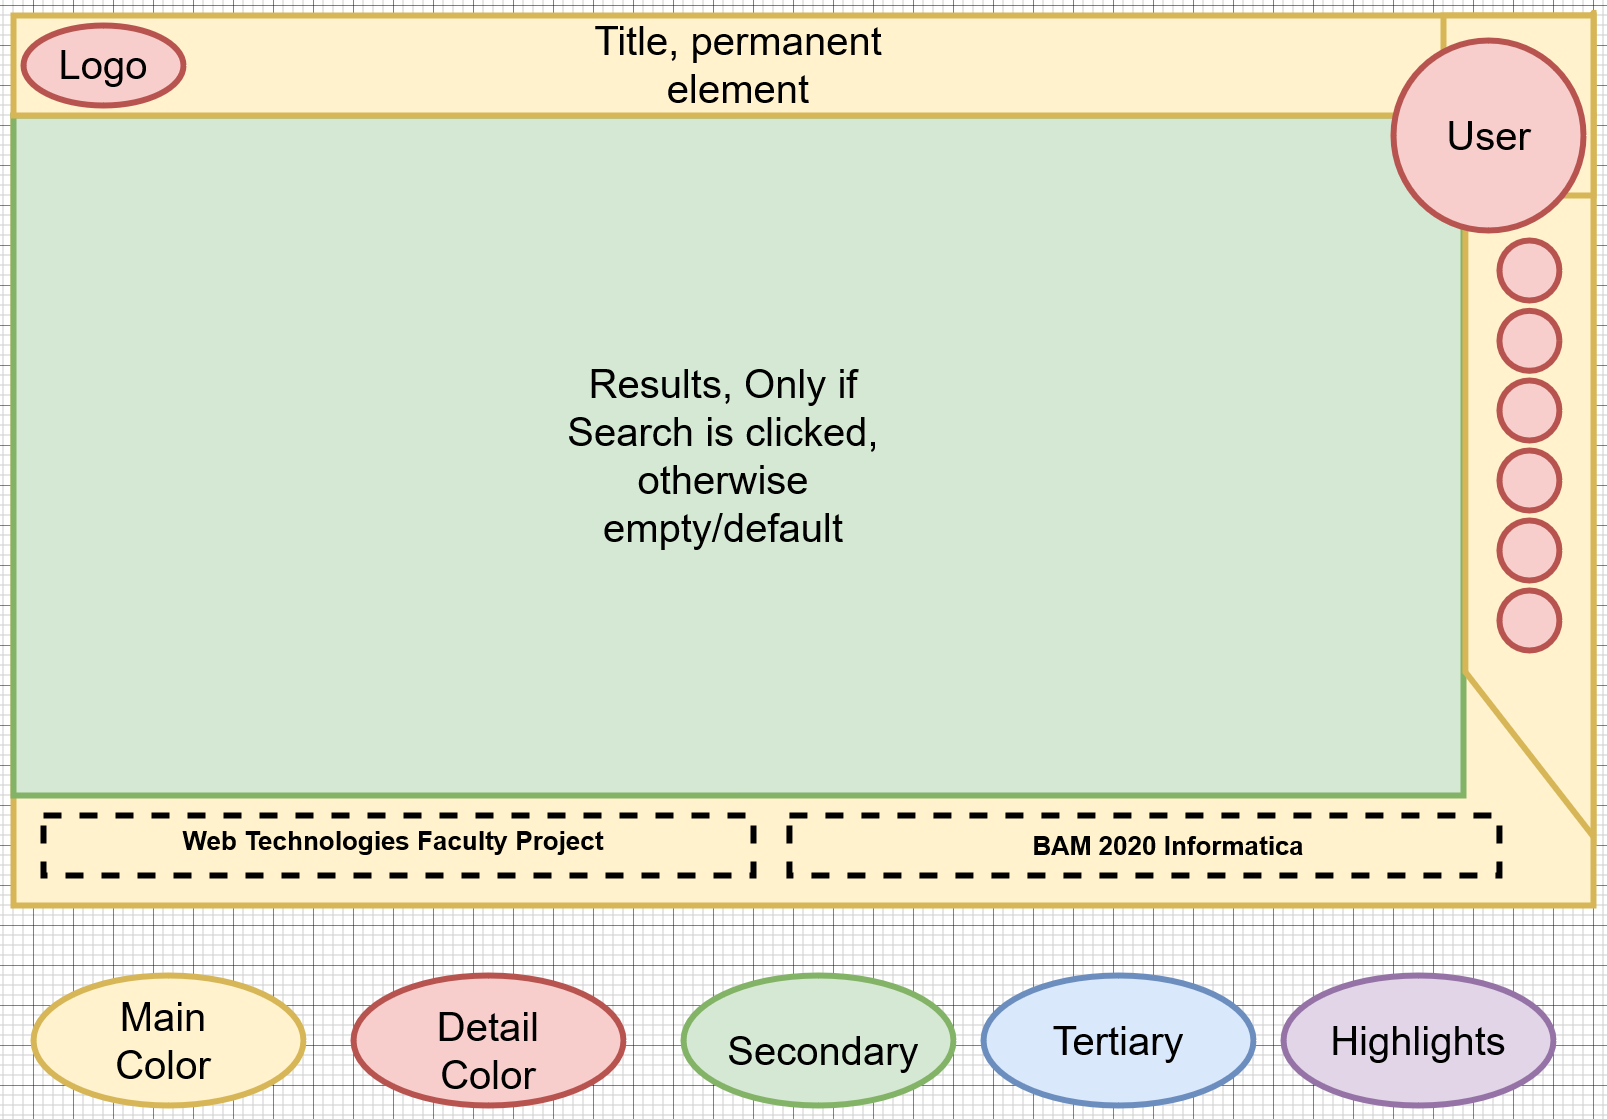 Logo
Title, permanent
element
User
Results, Only if
Search is clicked,
otherwise
empty/default
Web Technologies Faculty Project
BAM 2020 Informatica
Main
Color
Detail
Color
Secondary
Tertiary
Highlights